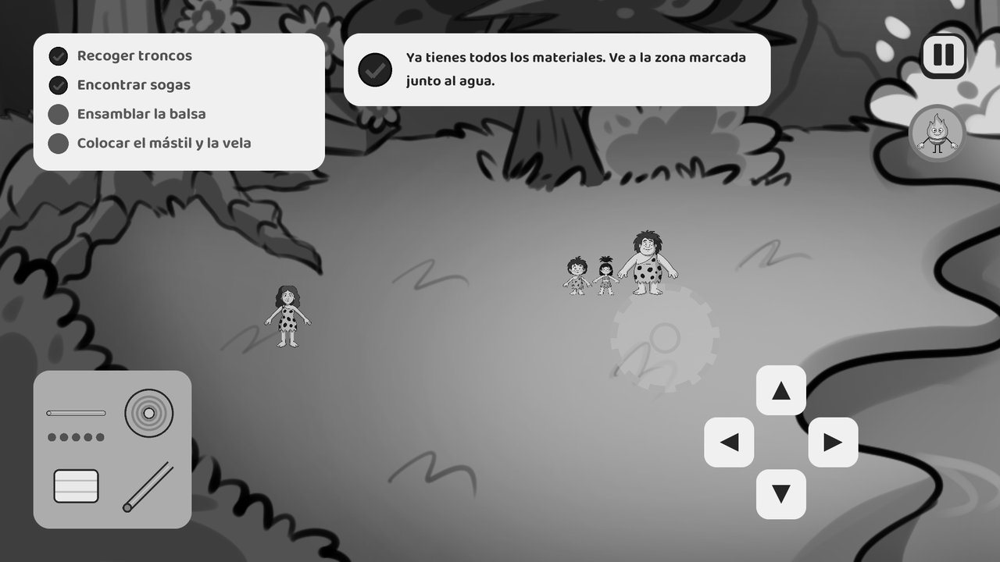 Recoger troncos
Encontrar sogas
Ensamblar la balsa
Colocar el mástil y la vela
Ya tienes todos los materiales. Ve a la zona marcada
junto al agua.